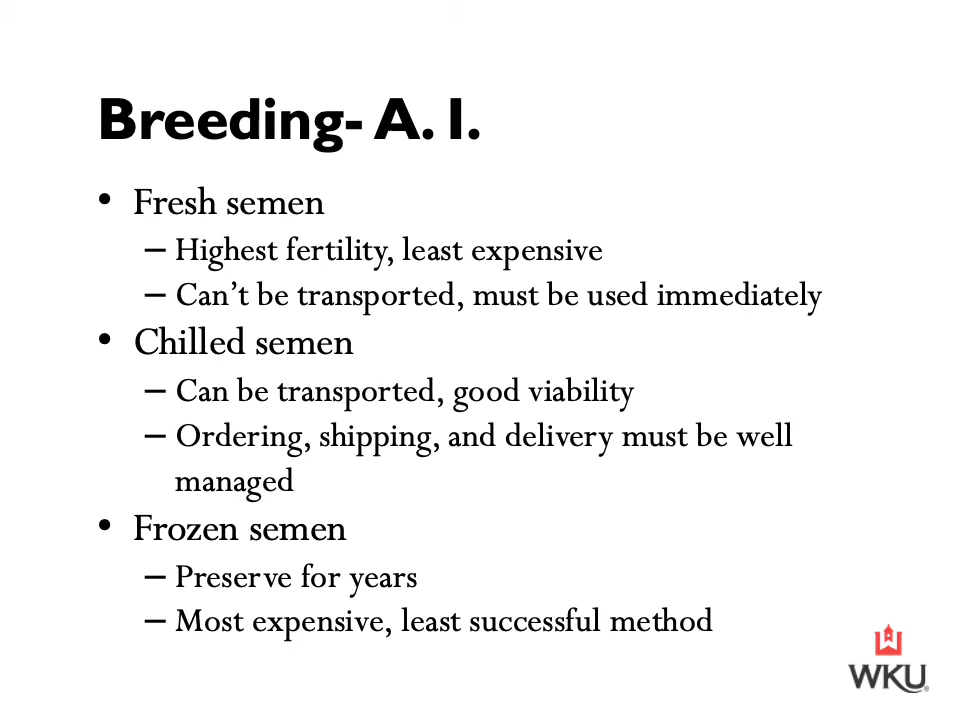 Breeding- A. I.
• Fresh semen
– Highest fertility, least expensive
– Can’t be transported, must be used immediately
• Chilled semen
– Can be transported, good viability
– Ordering, shipping, and delivery must be well
managed
• Frozen semen
– Preserve for years
– Most expensive, least successful method
WKU®